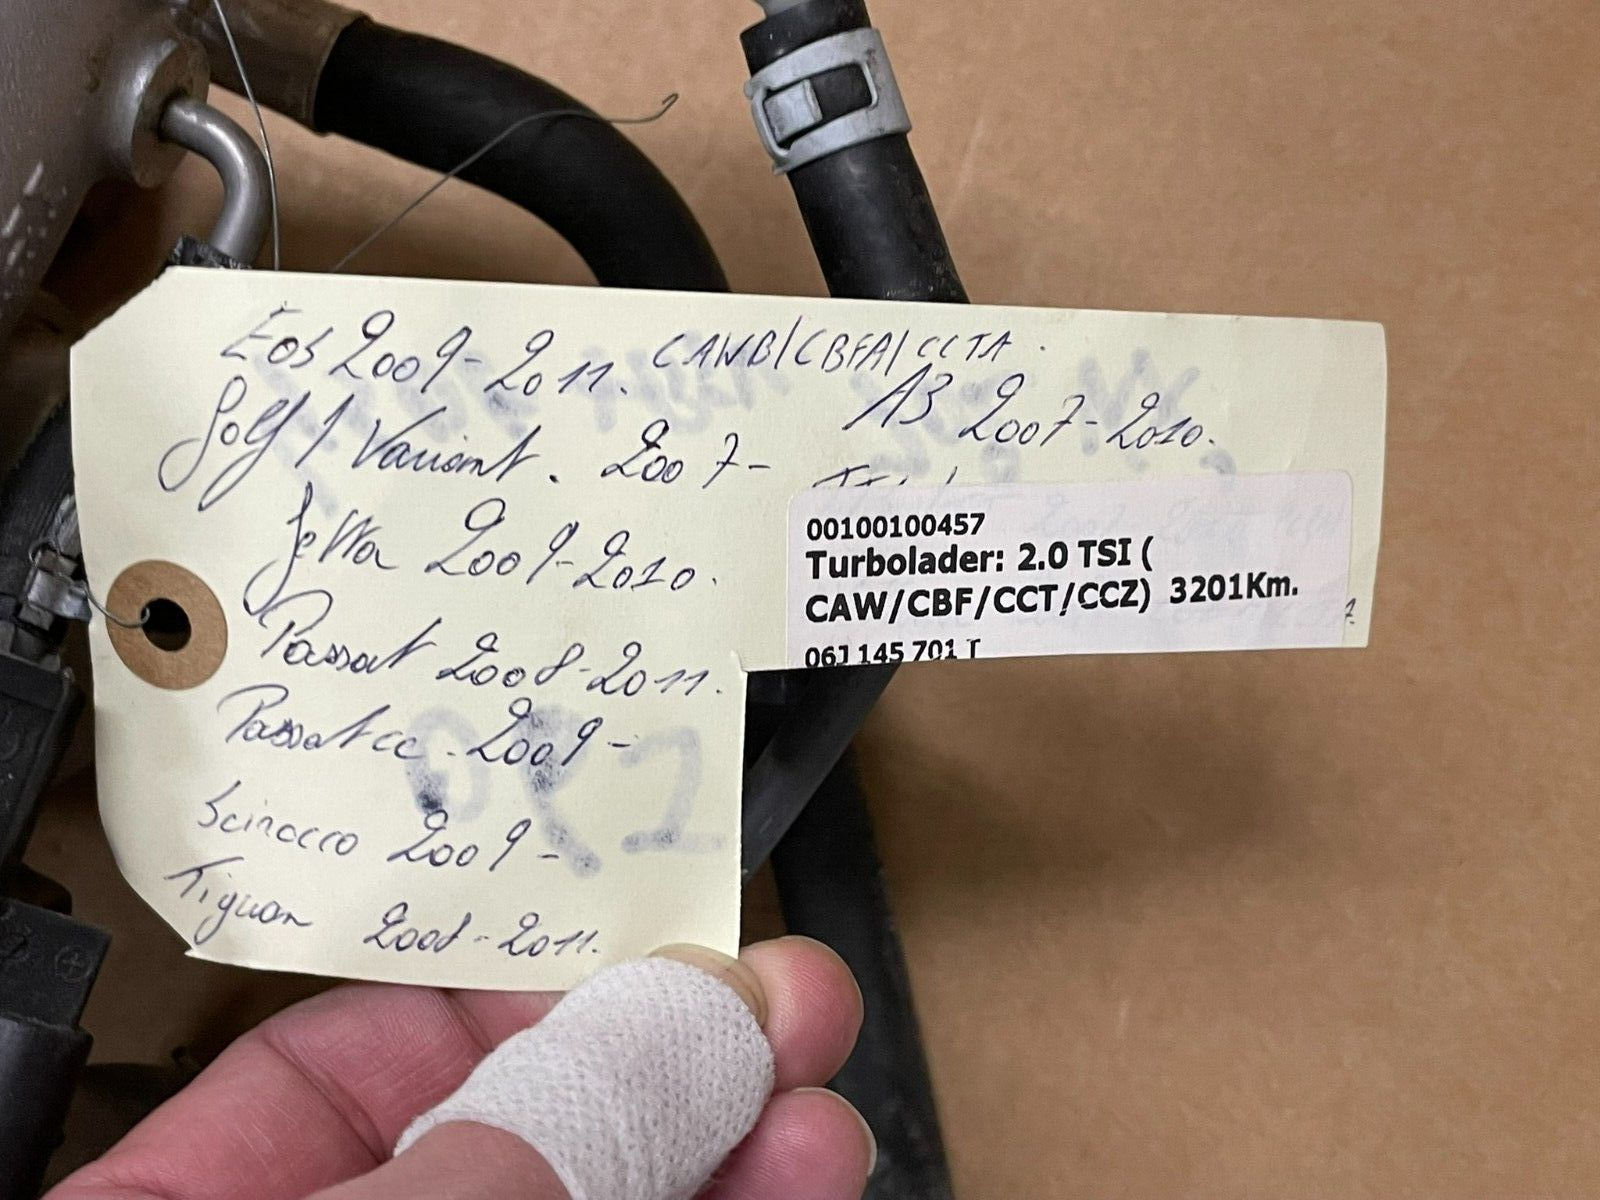 Eos 2009-2011. CAWB/CBFA/CCTA.
A3 2007-2010.
Golf / Variant. 2007-
Jetta 2009-2010.
Passat 2008-2011.
Passat cc. 2009-
Scirocco 2009-
Tiguan 2008-2011.
00100100457
Turbolader: 2.0 TSI (
CAW/CBF/CCT/CCZ) 3201Km.
06J 145 701 T